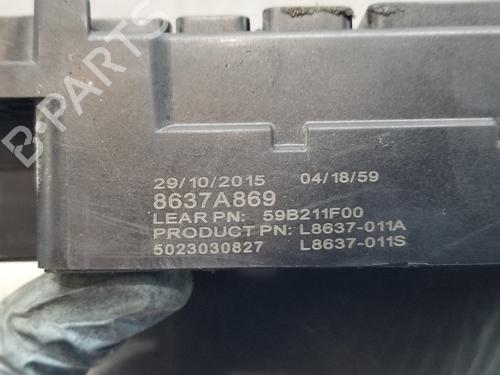 29/10/2015 04/18/59
8637A869
LEAR PN: 59B211F00
PRODUCT PN: L8637-011A
5023030827 L8637-011S
B-PARTS